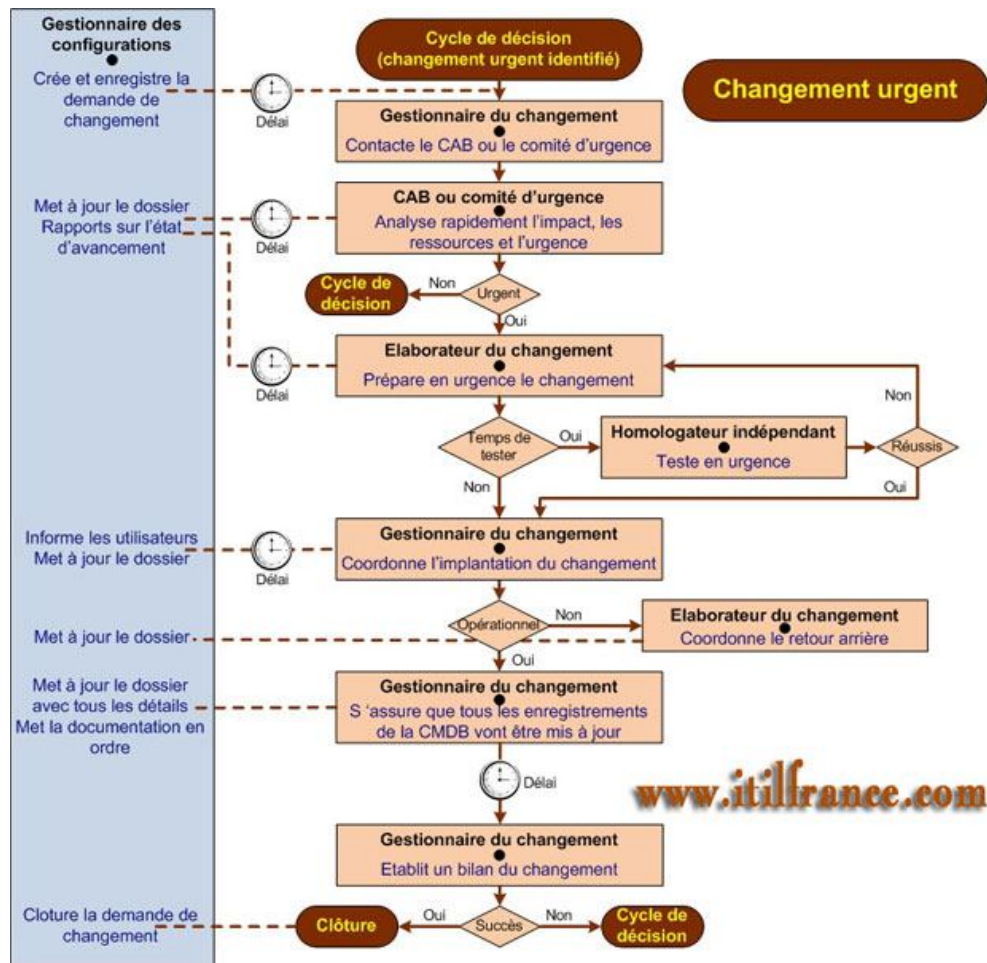 Gestionnaire des
configurations
Crée et enregistre la
demande de
changement
Délai
Cycle de décision
(changement urgent identifié)
Changement urgent
Gestionnaire du changement
Contacte le CAB ou le comité d'urgence
Met à jour le dossier
Rapports sur l'état
d'avancement
Délai
CAB ou comité d'urgence
Analyse rapidement l'impact, les
ressources et l'urgence
Cycle de
décision
Non
Urgent
Oui
Délai
Elaborateur du changement
Prépare en urgence le changement
Non
Temps de
tester
Oui
Homologateur indépendant
Teste en urgence
Réussis
Non
Oui
Informe les utilisateurs
Met à jour le dossier
Délai
Gestionnaire du changement
Coordonne l'implantation du changement
Opérationnel
Non
Elaborateur du changement
Coordonne le retour arrière
Met à jour le dossier
Oui
Met à jour le dossier
avec tous les détails
Met la documentation en
ordre
Gestionnaire du changement
S 'assure que tous les enregistrements
de la CMDB vont être mis à jour
Délai
www.itilfrance.com
Gestionnaire du changement
Etablit un bilan du changement
Cloture la demande de
changement
Clôture
Oui
Succès
Non
Cycle de
décision